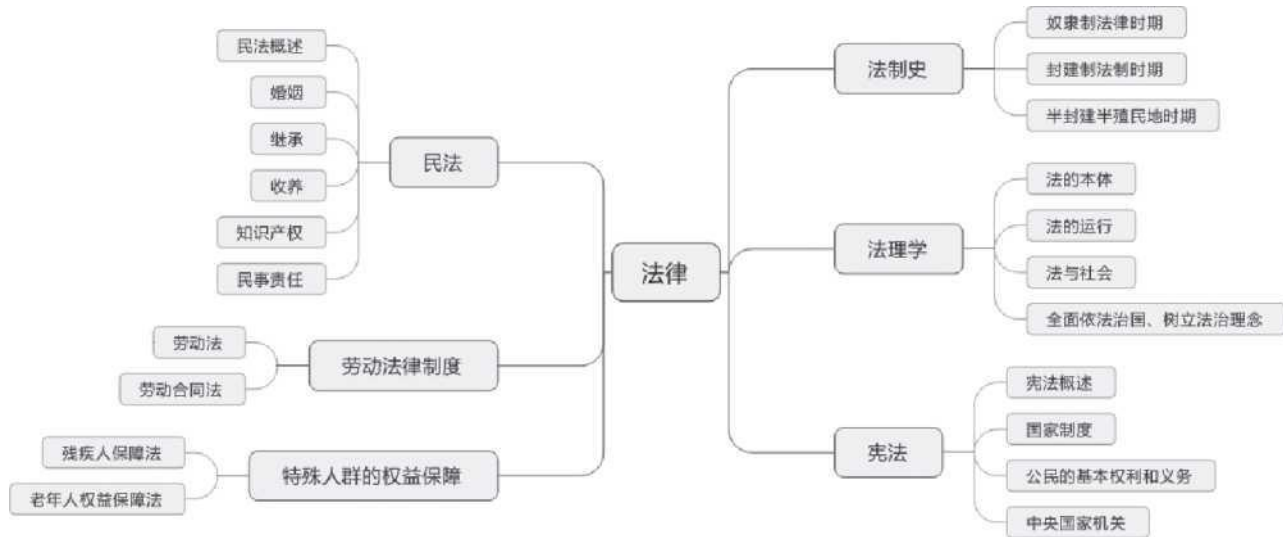 法律
法制史
奴隶制法律时期
封建制法制时期
半封建半殖民地时期
法理学
法的本体
法的运行
法与社会
全面依法治国、树立法治理念
宪法
宪法概述
国家制度
公民的基本权利和义务
中央国家机关
民法
民法概述
婚姻
继承
收养
知识产权
民事责任
劳动法律制度
劳动法
劳动合同法
特殊人群的权益保障
残疾人保障法
老年人权益保障法